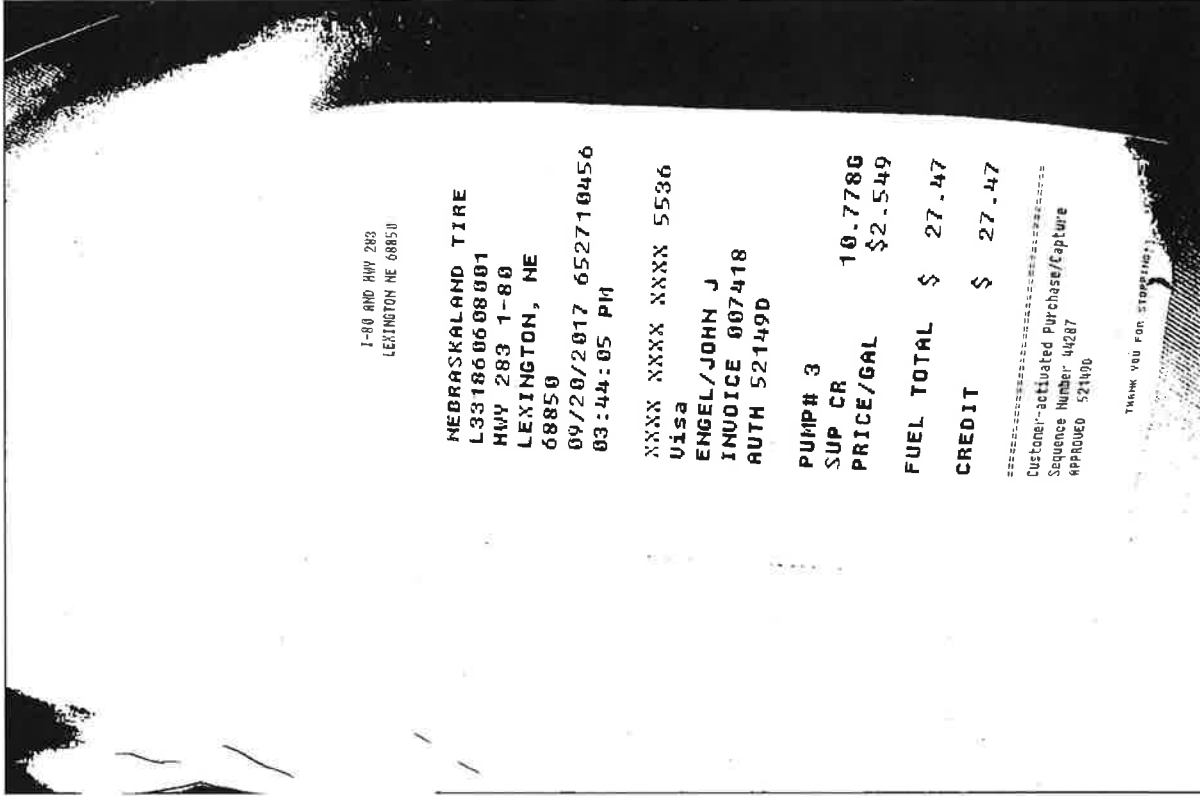 I-80 AND HWY 283
LEXINGTON NE 68850
NEBRASKALAND TIRE
L331860608001
HWY 283 I-80
LEXINGTON, NE
68850
09/20/2017 652710456
03:44:05 PM
XXXX XXXX XXXX 5536
Visa
ENGEL/JOHN J
INVOICE 007418
AUTH 52149D
PUMP# 3
SUP CR 10.778G
PRICE/GAL $2.549
FUEL TOTAL $ 27.47
CREDIT $ 27.47
==============================
Customer-activated Purchase/Capture
Sequence Number 44287
APPROVED 52149D
THANK YOU FOR STOPPING